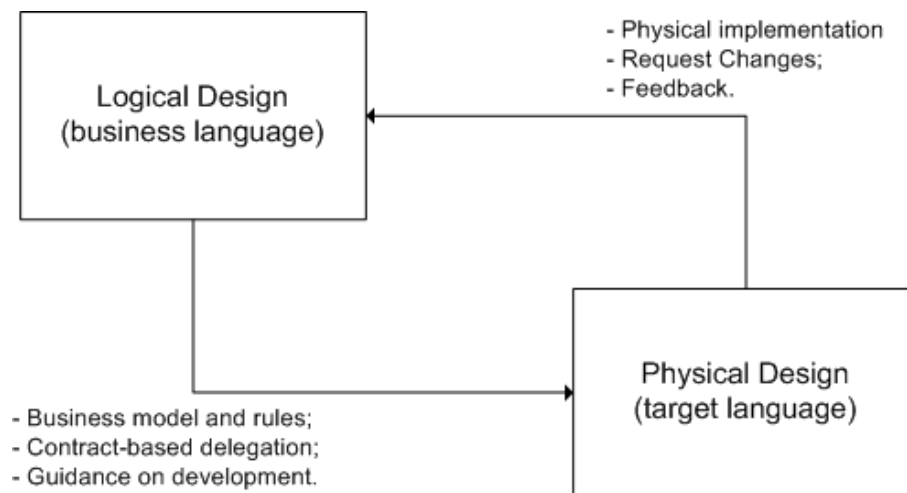 - Physical implementation
- Request Changes;
- Feedback.
Logical Design
(business language)
Physical Design
(target language)
- Business model and rules;
- Contract-based delegation;
- Guidance on development.